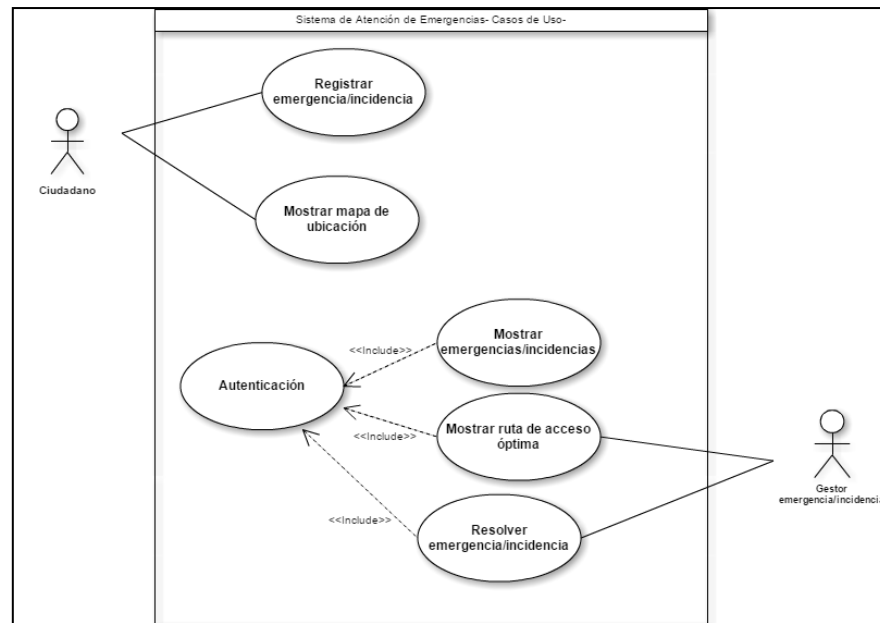 Sistema de Atención de Emergencias- Casos de Uso-
Registrar
emergencia/incidencia
Ciudadano
Mostrar mapa de
ubicación
Mostrar
emergencias/incidencias
<<Include>>
Autenticación
Mostrar ruta de acceso
óptima
<<Include>>
Gestor
emergencia/incidencia
<<Include>>
Resolver
emergencia/incidencia